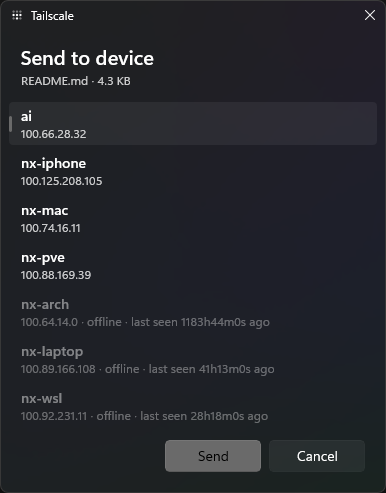 Tailscale
Send to device
README.md · 4.3 KB
ai
100.66.28.32
nx-iphone
100.125.208.105
nx-mac
100.74.16.11
nx-pve
100.88.169.39
nx-arch
100.64.14.0 · offline · last seen 1183h44m0s ago
nx-laptop
100.89.166.108 · offline · last seen 41h13m0s ago
nx-wsl
100.92.231.11 · offline · last seen 28h18m0s ago
Send
Cancel